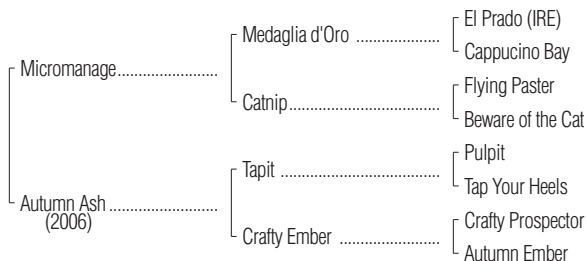 El Prado (IRE)
Medaglia d'Oro
Cappucino Bay
Micromanage
Flying Paster
Catnip
Beware of the Cat
Pulpit
Tapit
Tap Your Heels
Autumn Ash
(2006)
Crafty Prospector
Crafty Ember
Autumn Ember